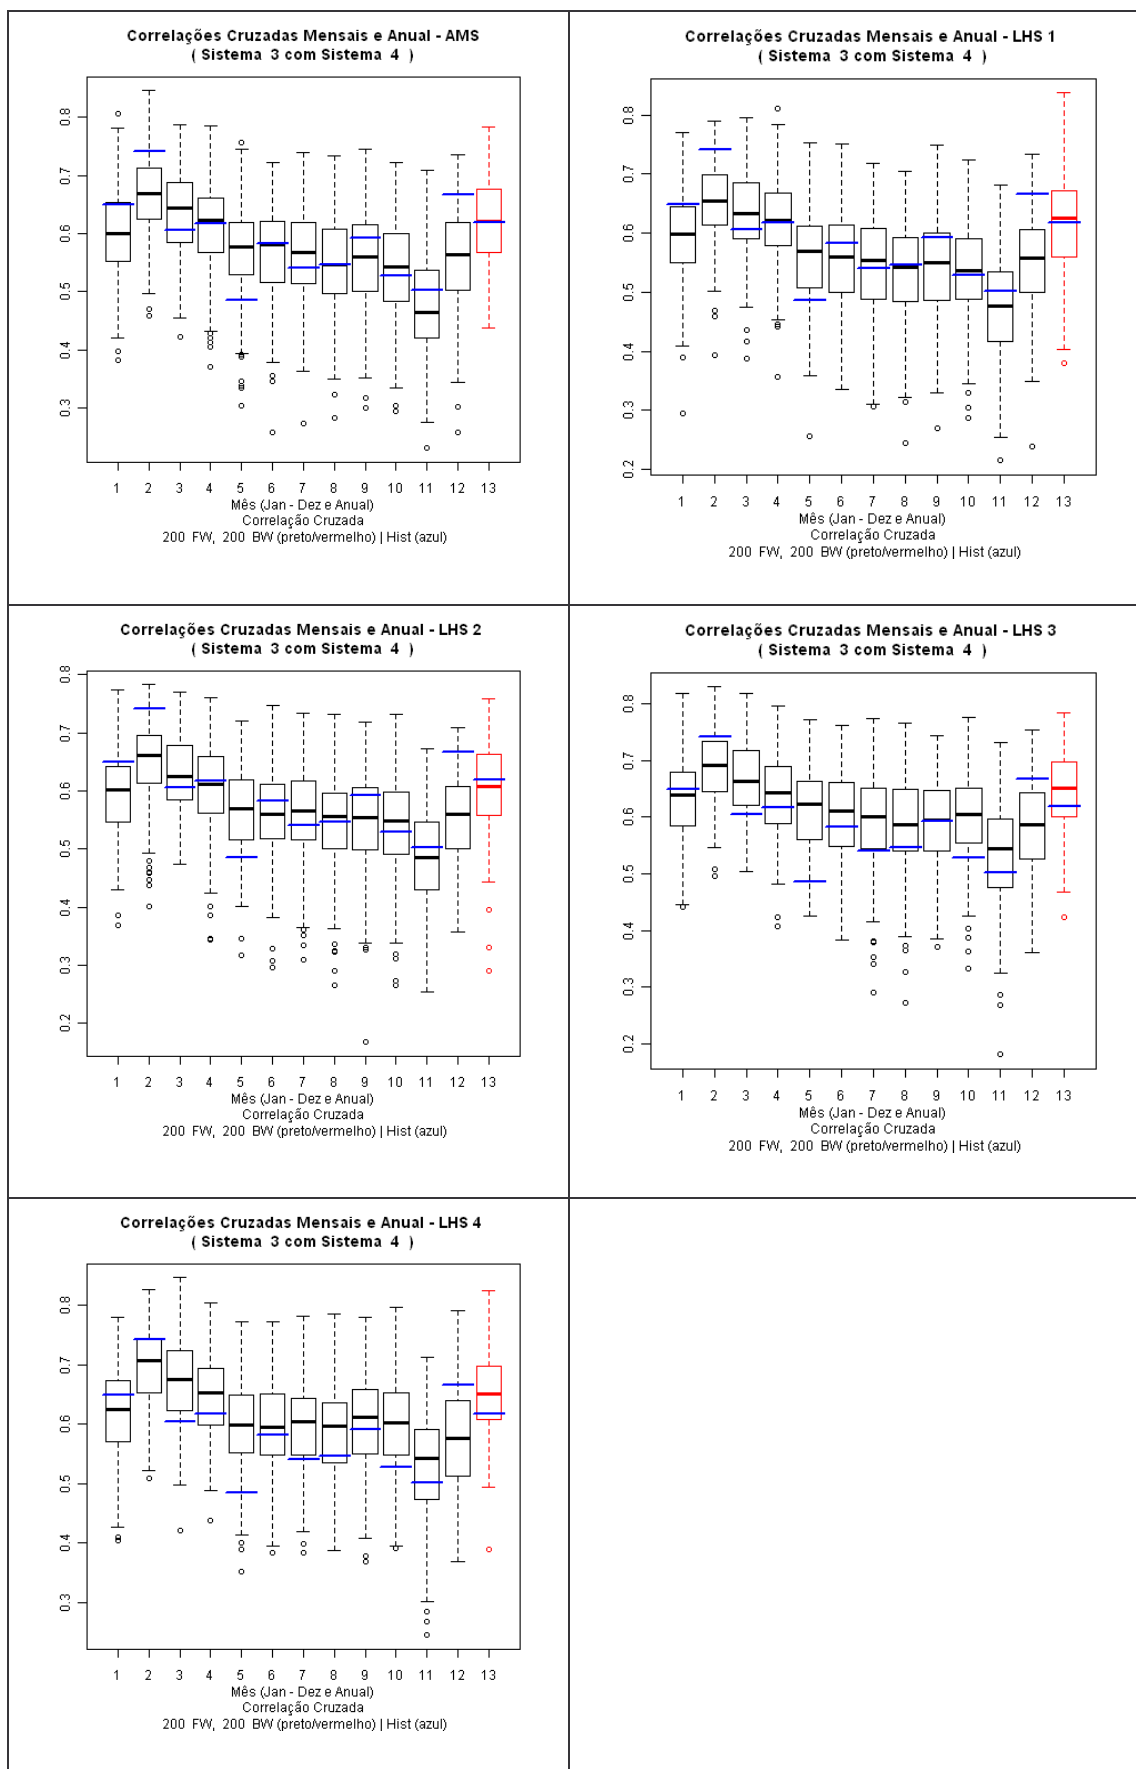 Correlações Cruzadas Mensais e Anual - AMS
( Sistema 3 com Sistema 4 )
0.8
0.7
0.6
0.5
0.4
0.3
1 2 3 4 5 6 7 8 9 10 11 12 13
Mês (Jan - Dez e Anual)
Correlação Cruzada
200 FW, 200 BW (preto/vermelho) | Hist (azul)
Correlações Cruzadas Mensais e Anual - LHS 1
( Sistema 3 com Sistema 4 )
0.8
0.7
0.6
0.5
0.4
0.3
0.2
1 2 3 4 5 6 7 8 9 10 11 12 13
Mês (Jan - Dez e Anual)
Correlação Cruzada
200 FW, 200 BW (preto/vermelho) | Hist (azul)
Correlações Cruzadas Mensais e Anual - LHS 2
( Sistema 3 com Sistema 4 )
0.8
0.7
0.6
0.5
0.4
0.3
0.2
1 2 3 4 5 6 7 8 9 10 11 12 13
Mês (Jan - Dez e Anual)
Correlação Cruzada
200 FW, 200 BW (preto/vermelho) | Hist (azul)
Correlações Cruzadas Mensais e Anual - LHS 3
( Sistema 3 com Sistema 4 )
0.8
0.7
0.6
0.5
0.4
0.3
0.2
1 2 3 4 5 6 7 8 9 10 11 12 13
Mês (Jan - Dez e Anual)
Correlação Cruzada
200 FW, 200 BW (preto/vermelho) | Hist (azul)
Correlações Cruzadas Mensais e Anual - LHS 4
( Sistema 3 com Sistema 4 )
0.8
0.7
0.6
0.5
0.4
0.3
1 2 3 4 5 6 7 8 9 10 11 12 13
Mês (Jan - Dez e Anual)
Correlação Cruzada
200 FW, 200 BW (preto/vermelho) | Hist (azul)